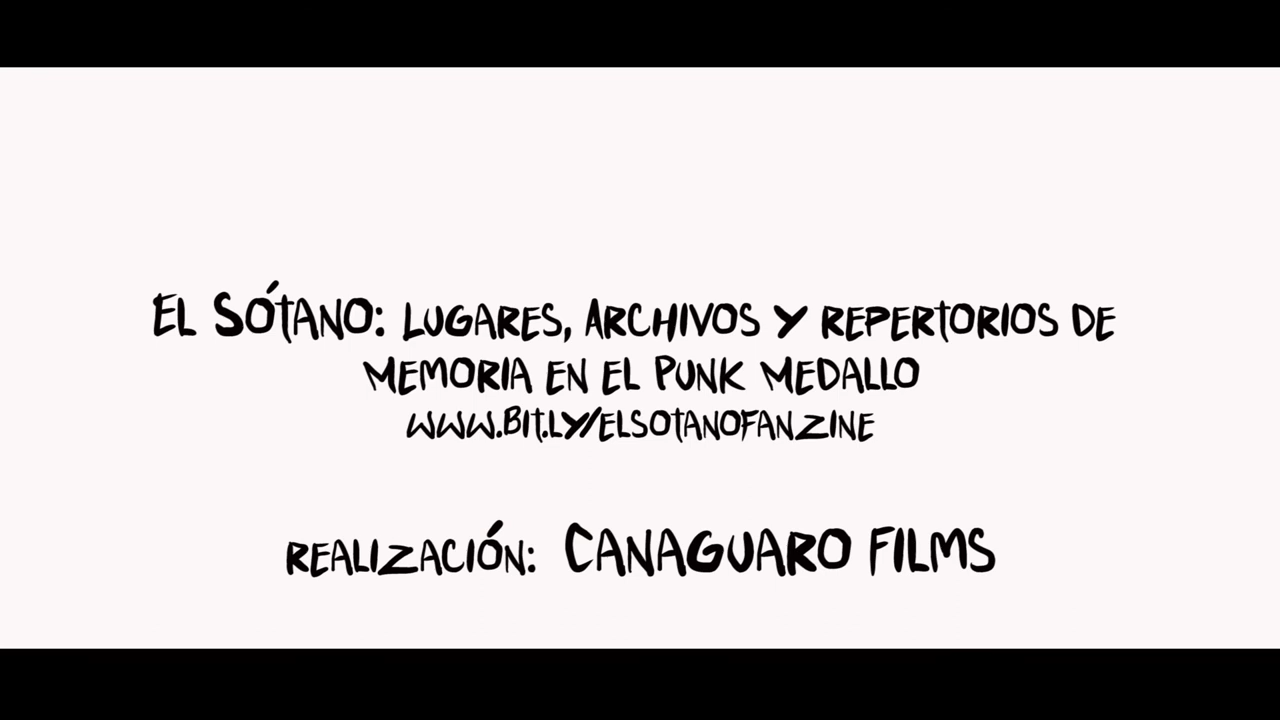 EL SÓTANO: LUGARES, ARCHIVOS Y REPERTORIOS DE
MEMORIA EN EL PUNK MEDALLO
WWW.BIT.LY/ELSOTANOFANZINE
REALIZACIÓN: CANAGUARO FILMS